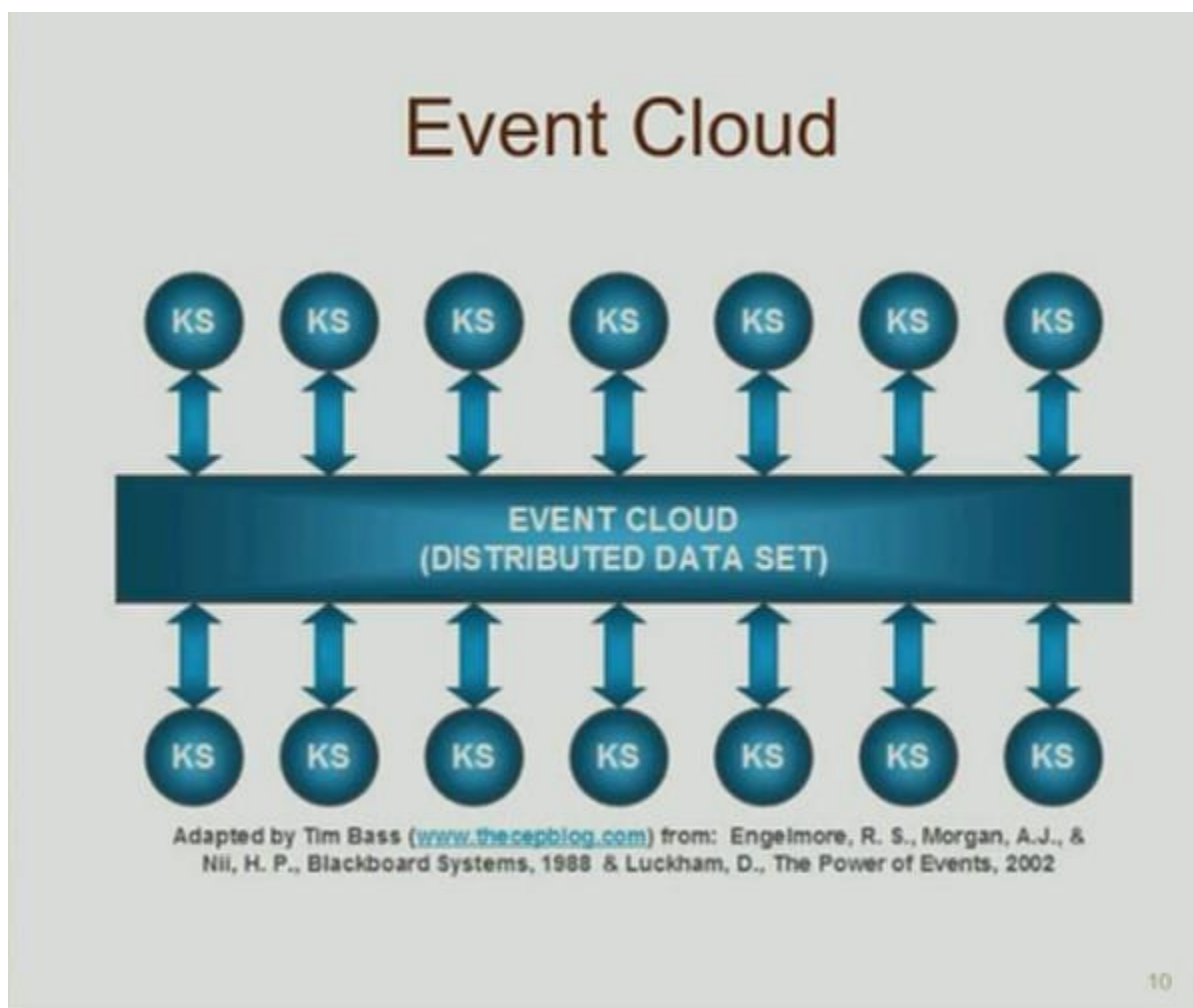 Event Cloud
KS KS KS KS KS KS KS
EVENT CLOUD
(DISTRIBUTED DATA SET)
KS KS KS KS KS KS KS
Adapted by Tim Bass (www.thecepblog.com) from: Engelmore, R. S., Morgan, A.J., &
Nii, H. P., Blackboard Systems, 1988 & Luckham, D., The Power of Events, 2002
10